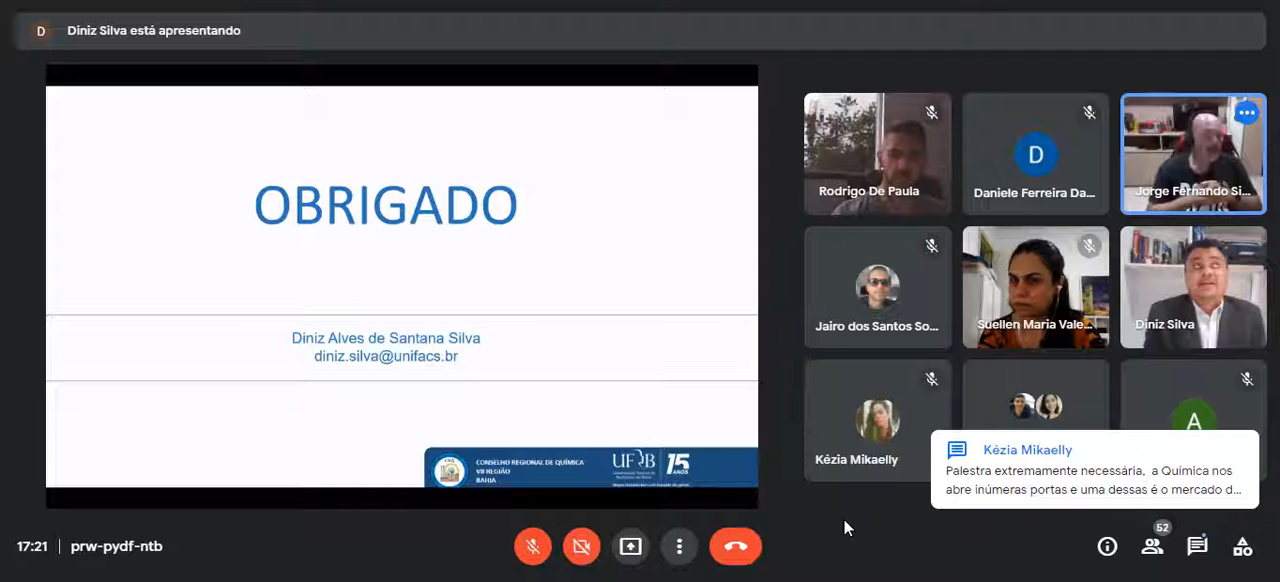 D Diniz Silva está apresentando
OBRIGADO
Diniz Alves de Santana Silva
diniz.silva@unifacs.br
CONSELHO REGIONAL DE QUÍMICA
VII REGIÃO
BAHIA
UFRB
15
ANOS
Rodrigo De Paula
D
Daniele Ferreira Da...
Jorge Fernando Si...
Jairo dos Santos So...
Suellen Maria Vale...
Diniz Silva
Kézia Mikaelly
A
Kézia Mikaelly
Palestra extremamente necessária, a Química nos
abre inúmeras portas e uma dessas é o mercado d...
17:21 | prw-pydf-ntb
52